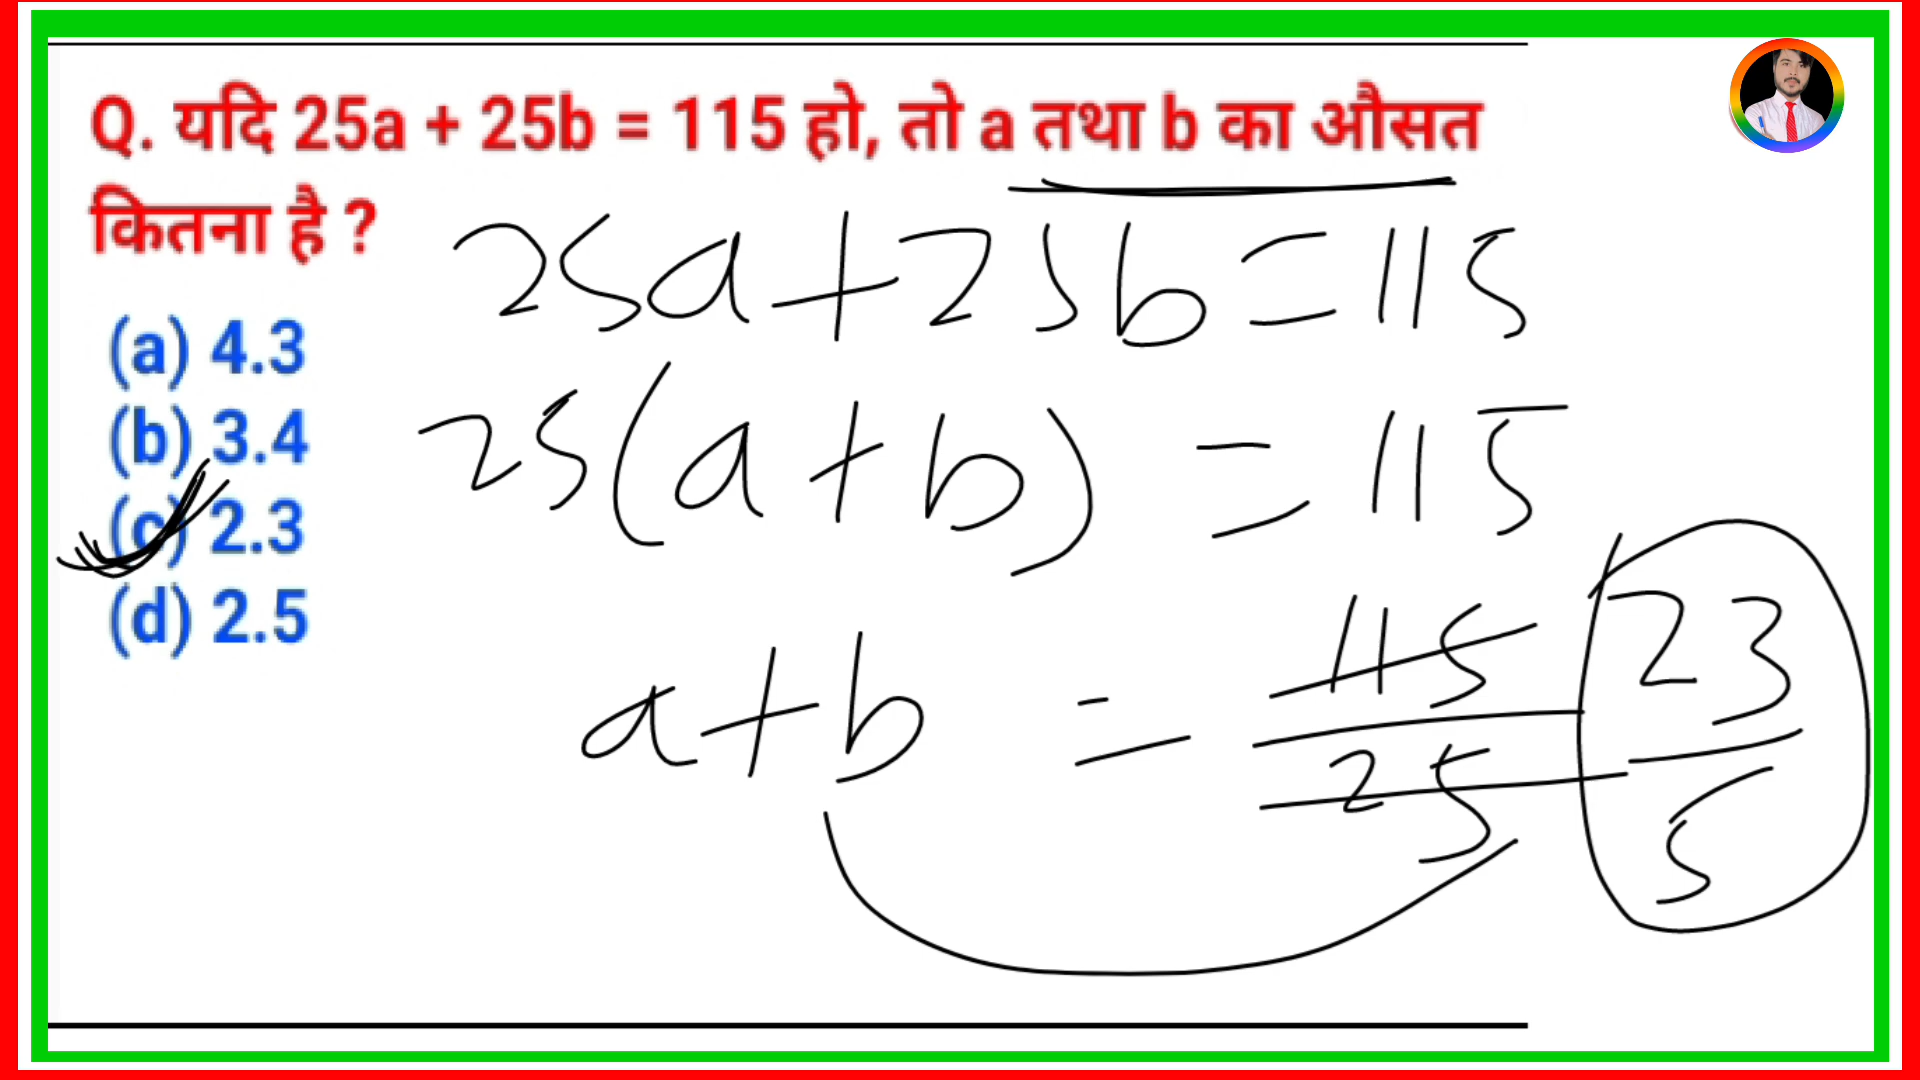 Q. यदि 25a + 25b = 115 हो, तो a तथा b का औसत
कितना है ?
25a+25b=115
(a) 4.3
(b) 3.4
25(a+b) = 115
(c) 2.3
(d) 2.5
a+b = 115/25 23/5